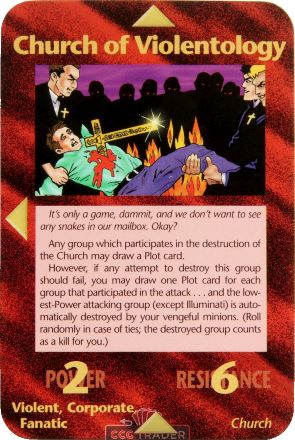 Church of Violentology
It's only a game, dammit, and we don't want to see
any snakes in our mailbox. Okay?
Any group which participates in the destruction of
the Church may draw a Plot card.
However, if any attempt to destroy this group
should fail, you may draw one Plot card for each
group that participated in the attack . . . and the low-
est-Power attacking group (except Illuminati) is auto-
matically destroyed by your vengeful minions. (Roll
randomly in case of ties; the destroyed group counts
as a kill for you.)
POWER 2
RESISTANCE 6
Violent, Corporate,
Fanatic
Church
CCGTRADER